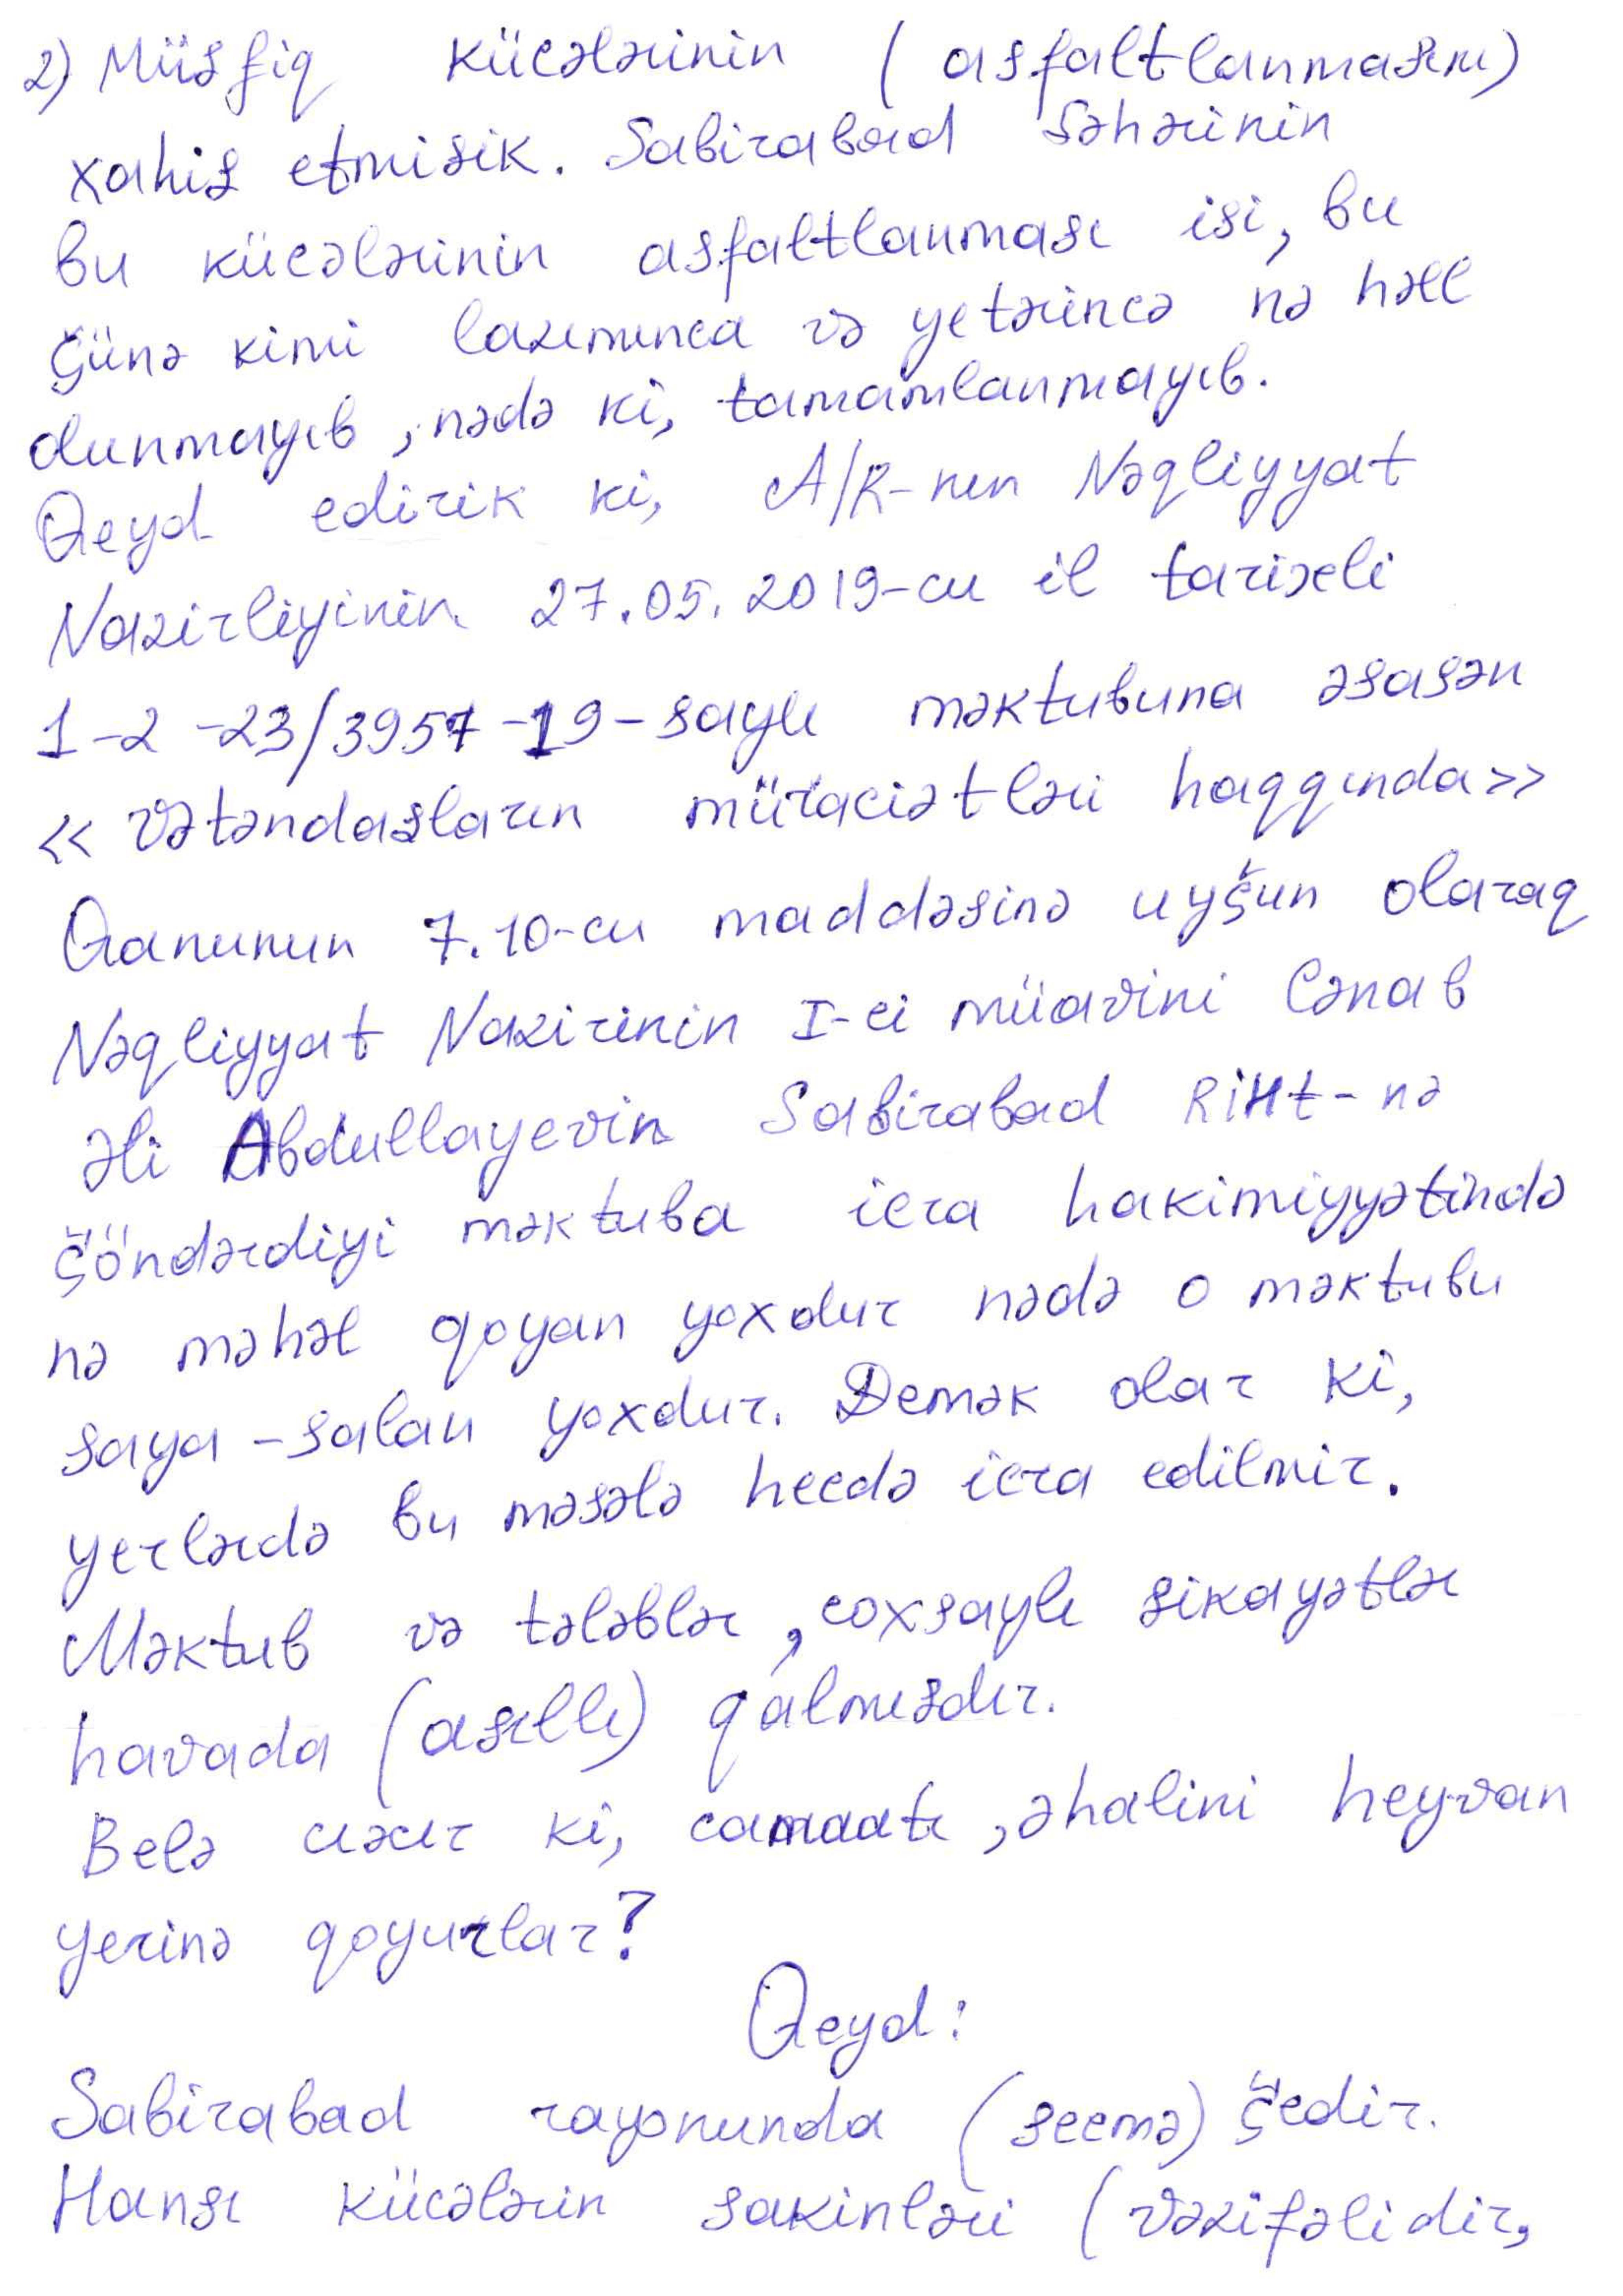 2) Müşfiq küçələrinin (asfaltlanmasını)
xahiş etmişik. Sabirabad şəhərinin
bu küçələrinin asfaltlanması işi, bu
günə kimi lazımınca və yetərincə nə həll
olunmayıb, nədə ki, tamamlanmayıb.
Qeyd edirik ki, A/R-nın Nəqliyyat
Nazirliyinin 27.05.2019-cu il tarixli
1-2-23/3957-19-saylı məktubuna əsasən
<< Vətəndaşların müraciətləri haqqında>>
Qanunun 7.10-cu maddəsinə uyğun olaraq
Nəqliyyat Nazirinin I-ci müavini Cənab
Əli Abdullayevin Sabirabad RİHt-nə
göndərdiyi məktuba icra hakimiyyətində
nə məhəl qoyan yoxdur nədə o məktubu
saya-salan yoxdur. Demək olar ki,
yerlərdə bu məsələ heçdə icra edilmir.
Məktub və tələblər, çoxsaylı şikayətlər
havada (asıllı) qalmışdır.
Belə çıxır ki, camaatı, əhalini heyvan
yerinə qoyurlar?
Qeyd:
Sabirabad rayonunda (seçmə) gedir.
Hansı küçələrin sakinləri (vəzifəlidir,